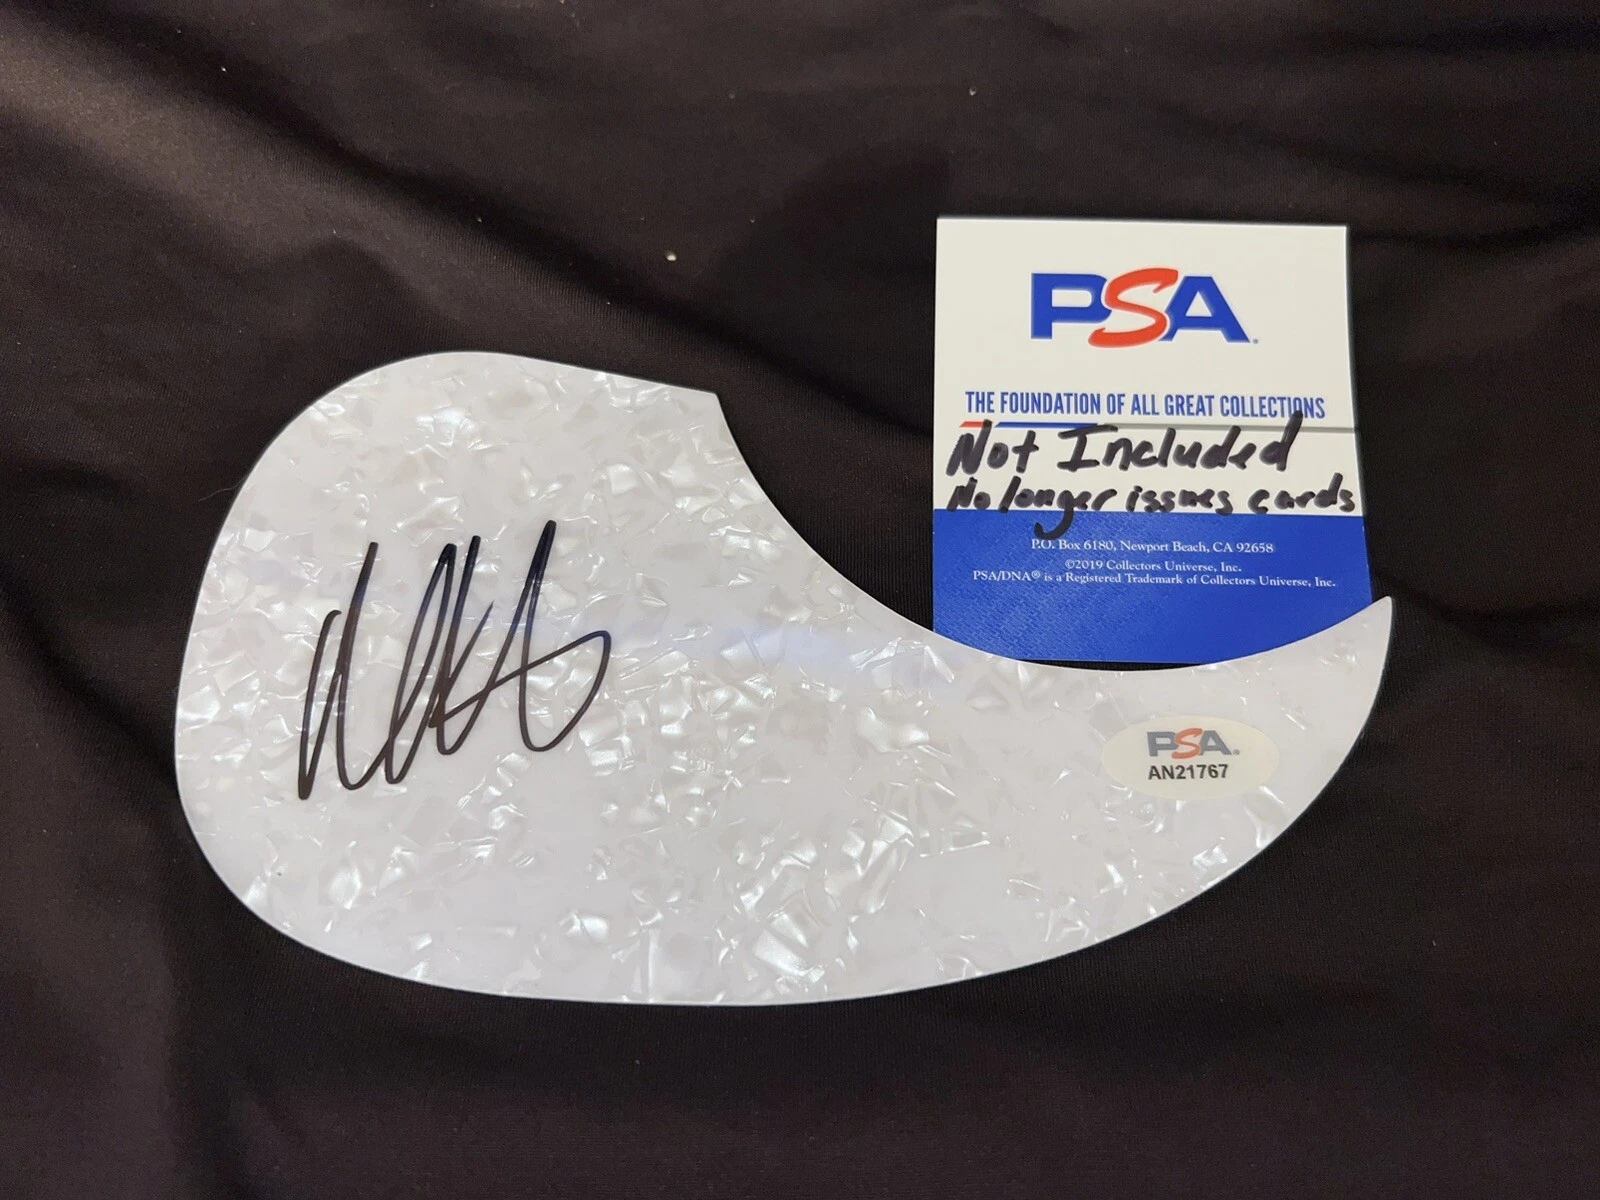 PSA
THE FOUNDATION OF ALL GREAT COLLECTIONS
Not Included
No longer issues cards
P.O. Box 6180, Newport Beach, CA 92658
©2019 Collectors Universe, Inc.
PSA/DNA® is a Registered Trademark of Collectors Universe, Inc.
PSA
AN21767